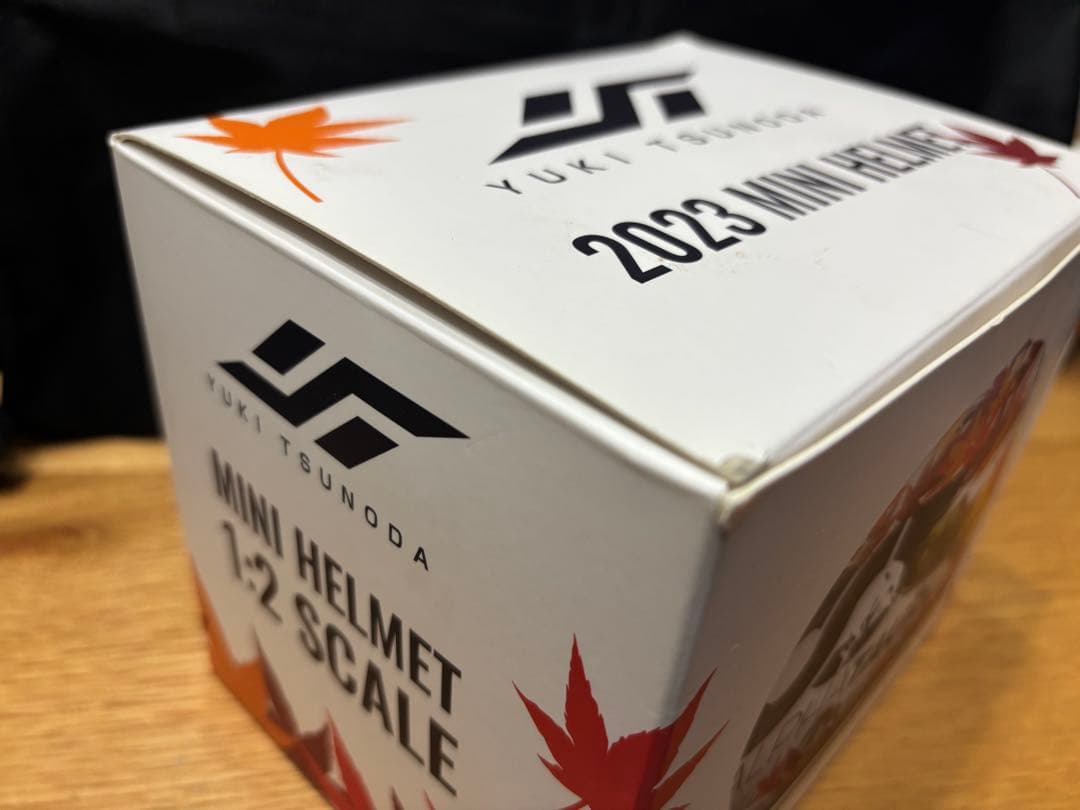 YUKI TSUNODA
2023 MINI HELMET
YUKI TSUNODA
MINI HELMET
1:2 SCALE